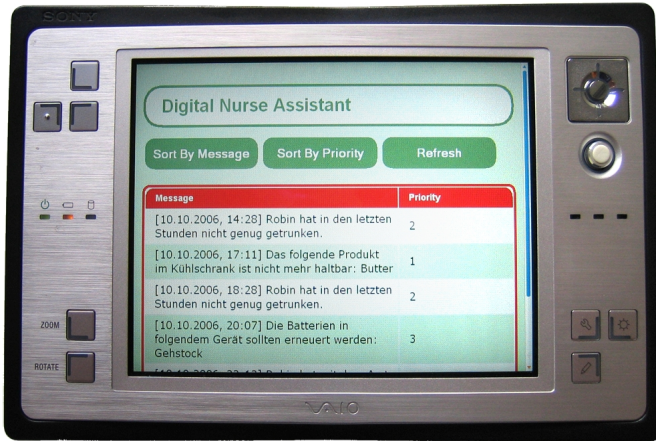 SONY
Digital Nurse Assistant
Sort By Message Sort By Priority Refresh
Message Priority
[10.10.2006, 14:28] Robin hat in den letzten
Stunden nicht genug getrunken. 2
[10.10.2006, 17:11] Das folgende Produkt
im Kühlschrank ist nicht mehr haltbar: Butter 1
[10.10.2006, 18:28] Robin hat in den letzten
Stunden nicht genug getrunken. 2
[10.10.2006, 20:07] Die Batterien in
folgendem Gerät sollten erneuert werden: 3
Gehstock
ZOOM
ROTATE
VAIO